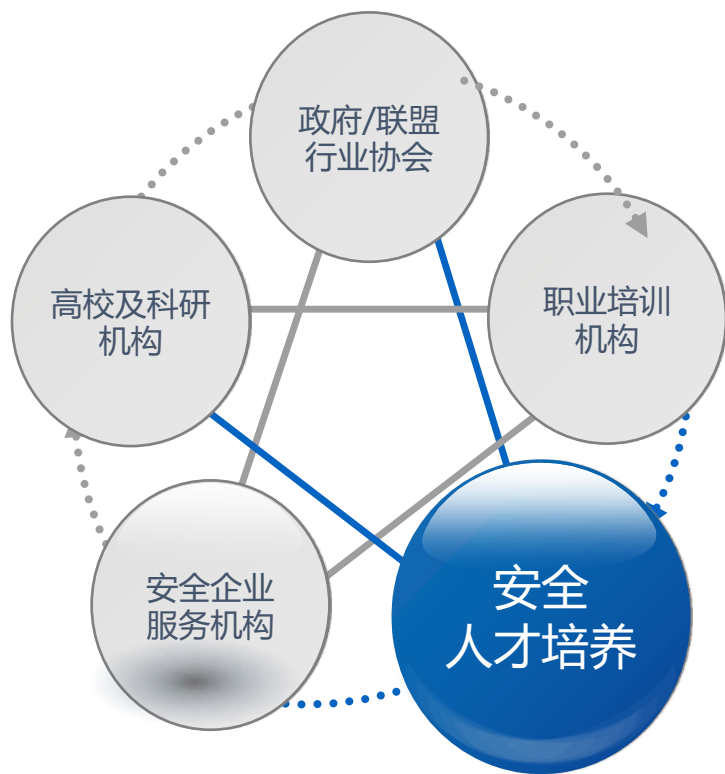 政府/联盟
行业协会
高校及科研
机构
职业培训
机构
安全企业
服务机构
安全
人才培养